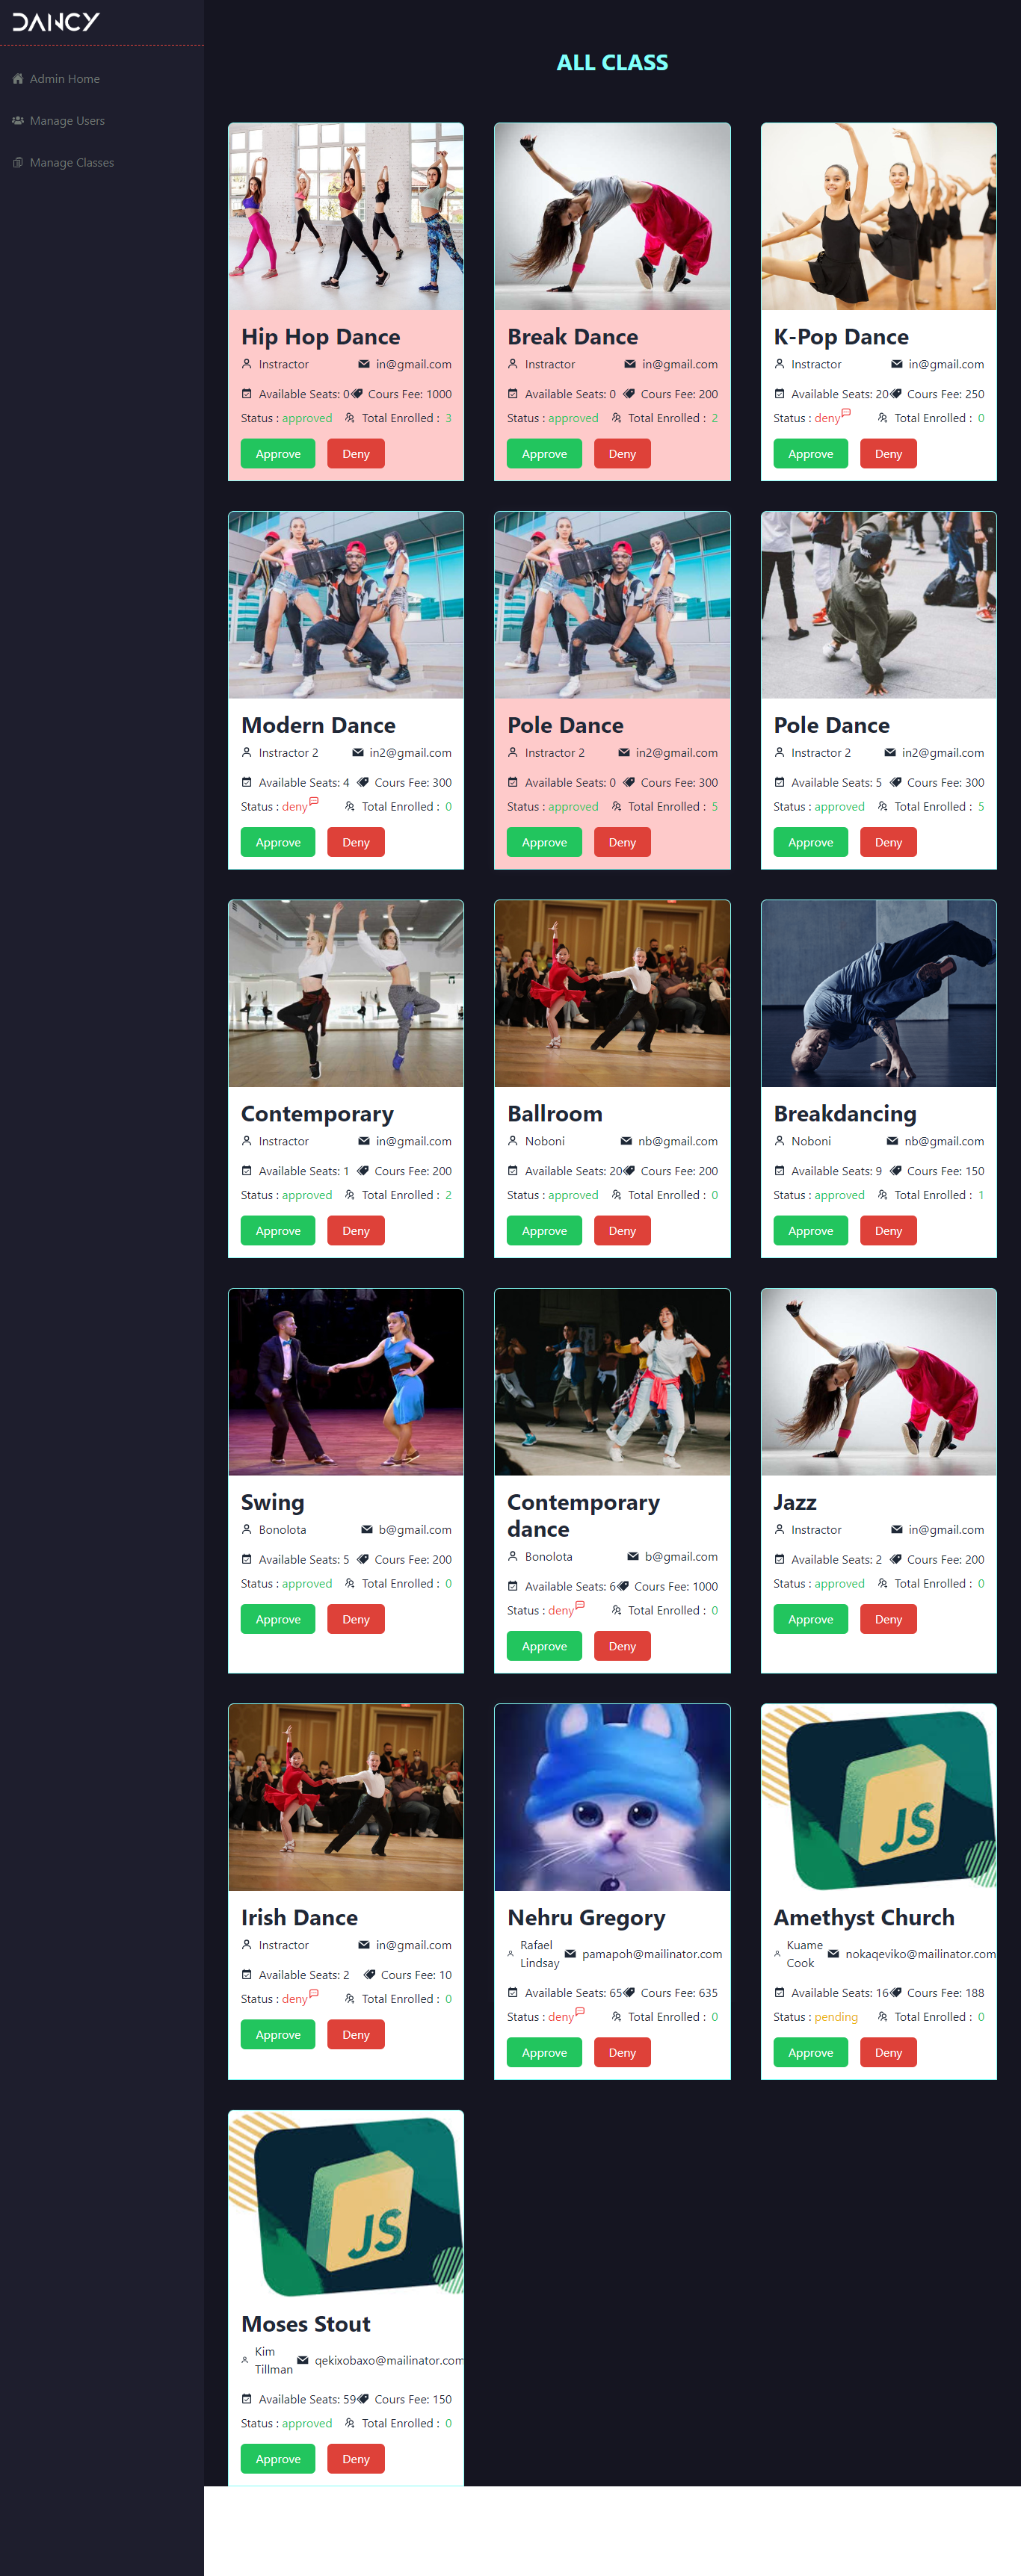 DANCY
Admin Home
Manage Users
Manage Classes
ALL CLASS
Hip Hop Dance
Instractor in@gmail.com
Available Seats: 0 Cours Fee: 1000
Status : approved Total Enrolled : 3
Approve Deny
Break Dance
Instractor in@gmail.com
Available Seats: 0 Cours Fee: 200
Status : approved Total Enrolled : 2
Approve Deny
K-Pop Dance
Instractor in@gmail.com
Available Seats: 20 Cours Fee: 250
Status : deny Total Enrolled : 0
Approve Deny
Modern Dance
Instractor 2 in2@gmail.com
Available Seats: 4 Cours Fee: 300
Status : deny Total Enrolled : 0
Approve Deny
Pole Dance
Instractor 2 in2@gmail.com
Available Seats: 0 Cours Fee: 300
Status : approved Total Enrolled : 5
Approve Deny
Pole Dance
Instractor 2 in2@gmail.com
Available Seats: 5 Cours Fee: 300
Status : approved Total Enrolled : 5
Approve Deny
Contemporary
Instractor in@gmail.com
Available Seats: 1 Cours Fee: 200
Status : approved Total Enrolled : 2
Approve Deny
Ballroom
Noboni nb@gmail.com
Available Seats: 20 Cours Fee: 200
Status : approved Total Enrolled : 0
Approve Deny
Breakdancing
Noboni nb@gmail.com
Available Seats: 9 Cours Fee: 150
Status : approved Total Enrolled : 1
Approve Deny
Swing
Bonolota b@gmail.com
Available Seats: 5 Cours Fee: 200
Status : approved Total Enrolled : 0
Approve Deny
Contemporary
dance
Bonolota b@gmail.com
Available Seats: 6 Cours Fee: 1000
Status : deny Total Enrolled : 0
Approve Deny
Jazz
Instractor in@gmail.com
Available Seats: 2 Cours Fee: 200
Status : approved Total Enrolled : 0
Approve Deny
Irish Dance
Instractor in@gmail.com
Available Seats: 2 Cours Fee: 10
Status : deny Total Enrolled : 0
Approve Deny
Nehru Gregory
Rafael
Lindsay pamapoh@mailinator.com
Available Seats: 65 Cours Fee: 635
Status : deny Total Enrolled : 0
Approve Deny
JS
Amethyst Church
Kuame
Cook nokaqeviko@mailinator.com
Available Seats: 16 Cours Fee: 188
Status : pending Total Enrolled : 0
Approve Deny
JS
Moses Stout
Kim
Tillman qekixobaxo@mailinator.com
Available Seats: 59 Cours Fee: 150
Status : approved Total Enrolled : 0
Approve Deny